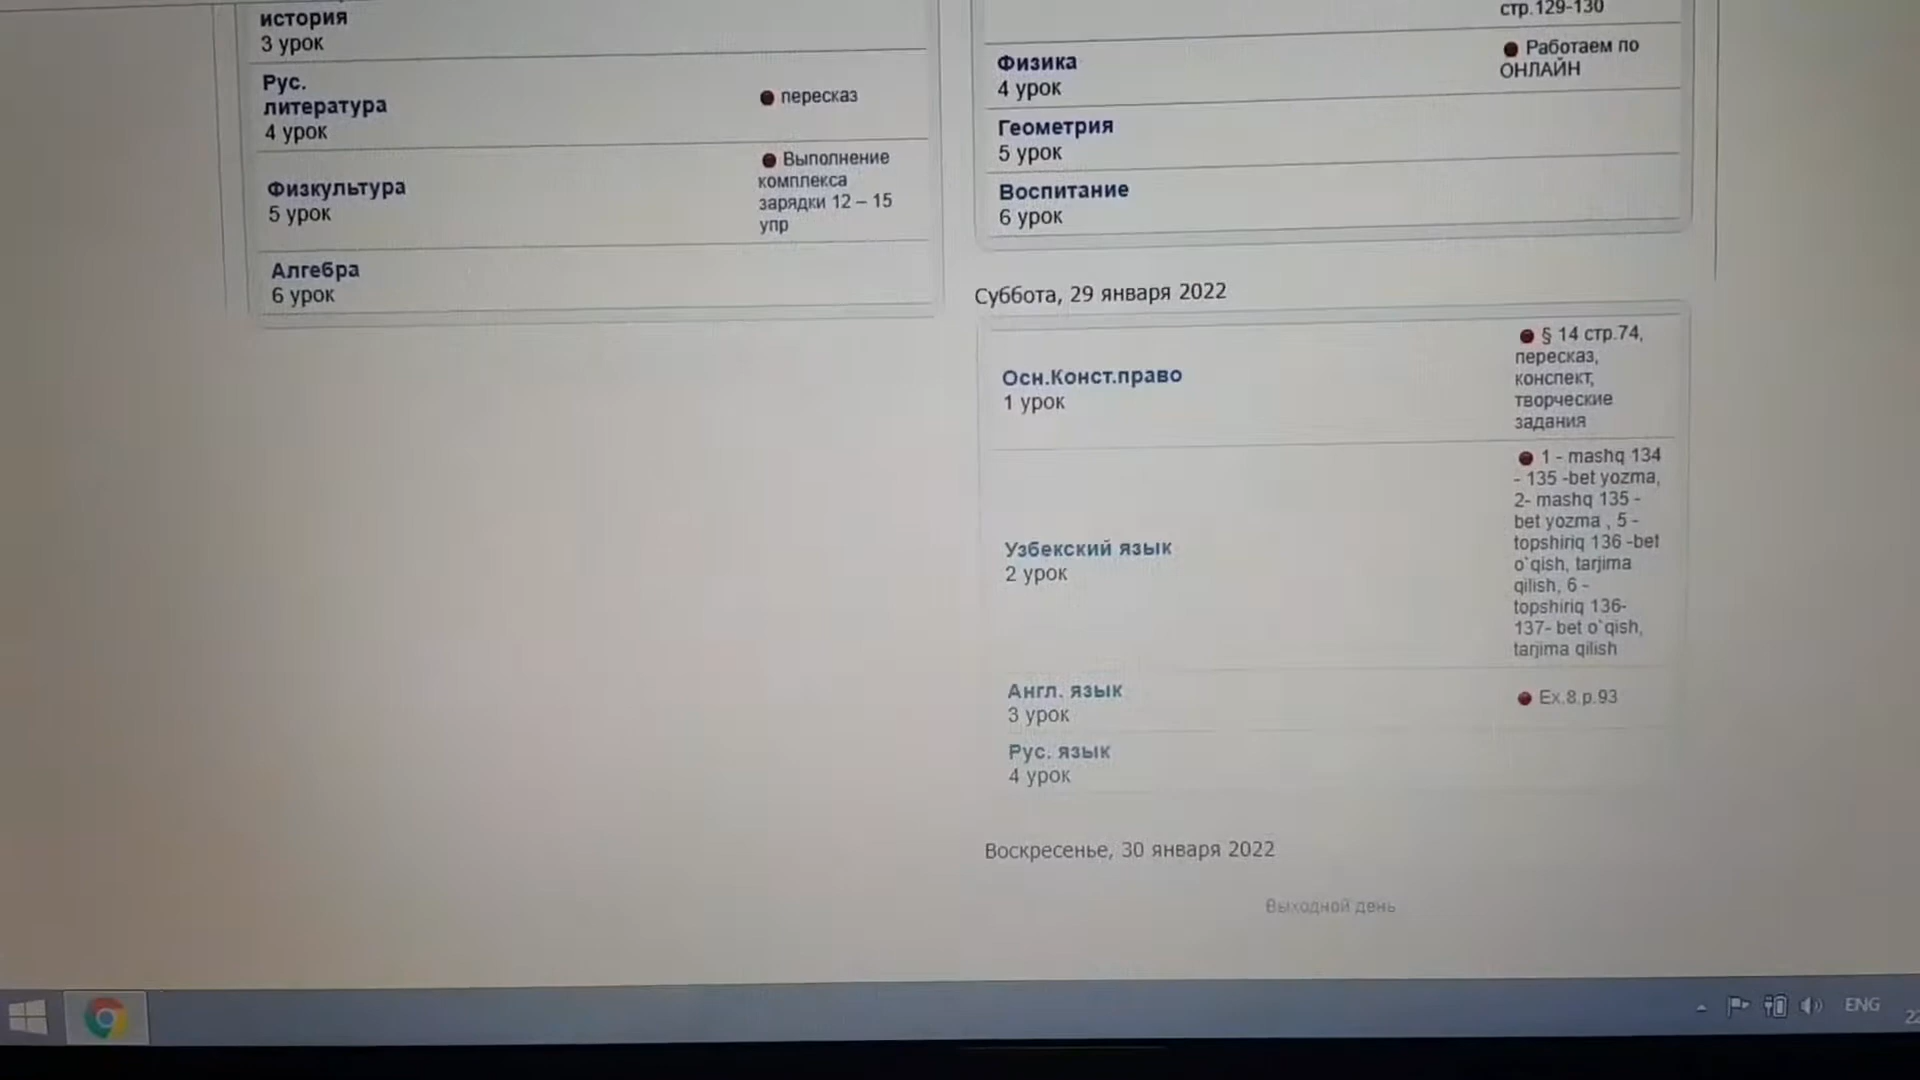 история
3 урок
Рус.
литература
4 урок
пересказ
Физкультура
5 урок
Выполнение
комплекса
зарядки 12 – 15
упр
Алгебра
6 урок
стр.129-130
Физика
4 урок
Работаем по
ОНЛАЙН
Геометрия
5 урок
Воспитание
6 урок
Суббота, 29 января 2022
Осн.Конст.право
1 урок
§ 14 стр.74,
пересказ,
конспект,
творческие
задания
Узбекский язык
2 урок
1 - mashq 134
- 135 -bet yozma,
2- mashq 135 -
bet yozma , 5 -
topshiriq 136 -bet
o`qish, tarjima
qilish, 6 -
topshiriq 136-
137- bet o`qish,
tarjima qilish
Англ. язык
3 урок
Ex.8.p.93
Рус. язык
4 урок
Воскресенье, 30 января 2022
Выходной день
ENG